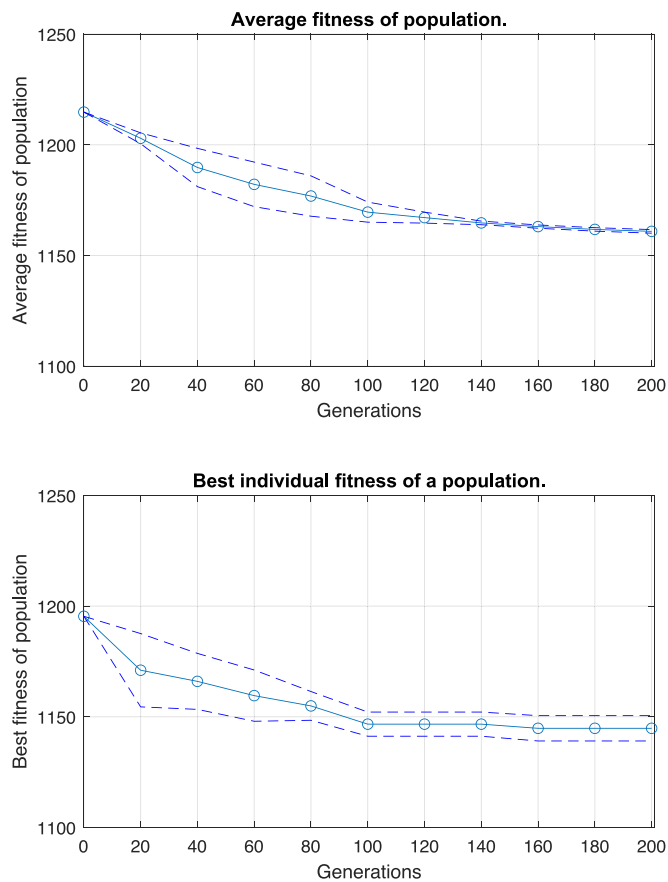 Average fitness of population.
1250
1200
1150
1100
Average fitness of population
0 20 40 60 80 100 120 140 160 180 200
Generations
Best individual fitness of a population.
1250
1200
1150
1100
Best fitness of population
0 20 40 60 80 100 120 140 160 180 200
Generations